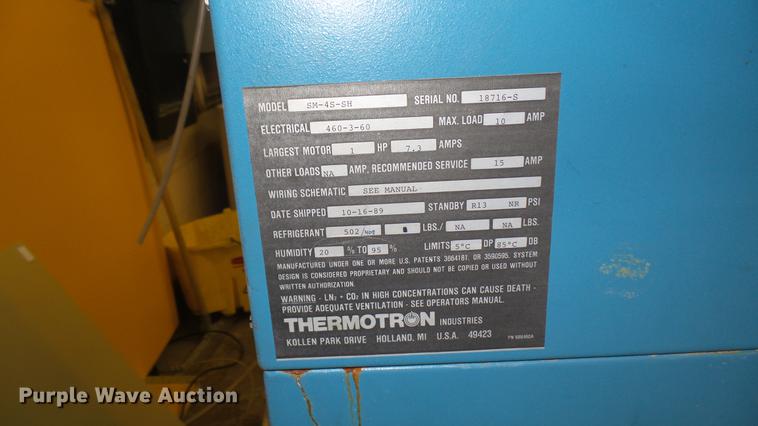 MODEL SM-4S-SH SERIAL NO. 18716-S
ELECTRICAL 460-3-60 MAX. LOAD 10 AMP
LARGEST MOTOR 1 HP 7.3 AMPS
OTHER LOADS NA AMP, RECOMMENDED SERVICE 15 AMP
WIRING SCHEMATIC SEE MANUAL
DATE SHIPPED 10-16-89 STANDBY R13 NR PSI
REFRIGERANT 502/ LBS./ NA NA LBS.
HUMIDITY 20 % TO 95 % LIMITS 5°C DP 85°C DB
MANUFACTURED UNDER ONE OR MORE U.S. PATENTS 3664181, OR 3590595. SYSTEM
DESIGN IS CONSIDERED PROPRIETARY AND SHOULD NOT BE COPIED OR USED WITHOUT
WRITTEN AUTHORIZATION.
WARNING - LN₂ + CO₂ IN HIGH CONCENTRATIONS CAN CAUSE DEATH -
PROVIDE ADEQUATE VENTILATION - SEE OPERATORS MANUAL.
THERMOTRON INDUSTRIES
KOLLEN PARK DRIVE HOLLAND, MI U.S.A. 49423
Purple Wave Auction